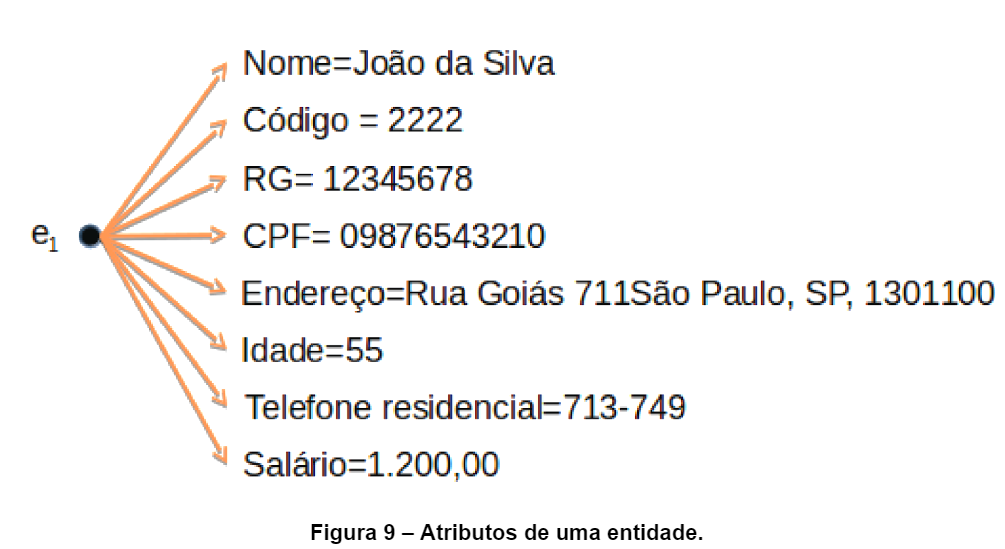 Nome=João da Silva
Código = 2222
RG= 12345678
e1
CPF= 09876543210
Endereço=Rua Goiás 711São Paulo, SP, 1301100
Idade=55
Telefone residencial=713-749
Salário=1.200,00
Figura 9 – Atributos de uma entidade.